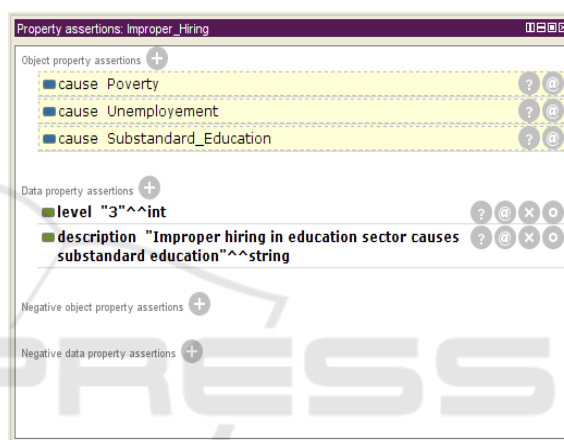 Property assertions: Improper_Hiring
Object property assertions
cause Poverty
cause Unemployement
cause Substandard_Education
Data property assertions
level "3"^^int
description "Improper hiring in education sector causes
substandard education"^^string
Negative object property assertions
Negative data property assertions
PRESS